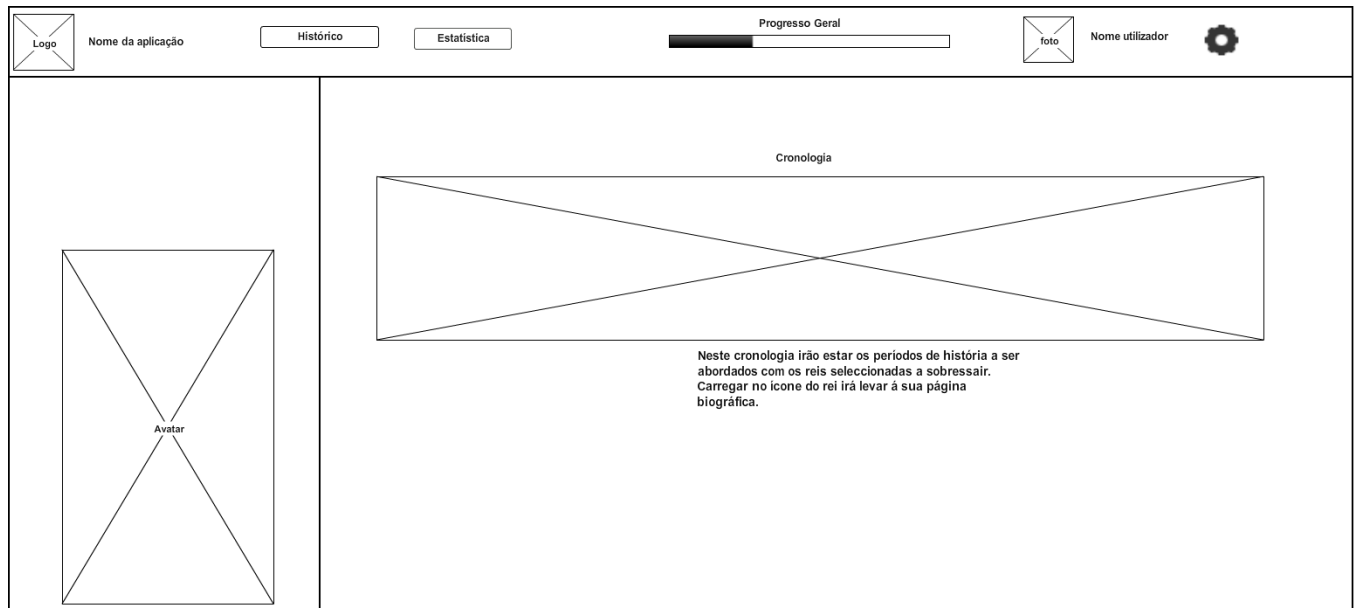 Logo
Nome da aplicação
Histórico
Estatística
Progresso Geral
foto
Nome utilizador
Cronologia
Neste cronologia irão estar os períodos de história a ser
abordados com os reis seleccionadas a sobressair.
Carregar no ícone do rei irá levar á sua página
biográfica.
Avatar